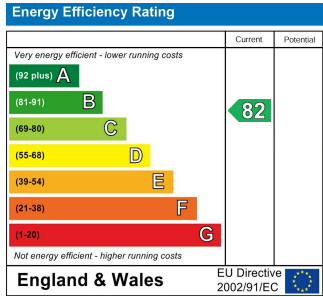 Energy Efficiency Rating
Current Potential
Very energy efficient - lower running costs
(92 plus) A
(81-91) B
82
(69-80) C
(55-68) D
(39-54) E
(21-38) F
(1-20) G
Not energy efficient - higher running costs
England & Wales
EU Directive
2002/91/EC